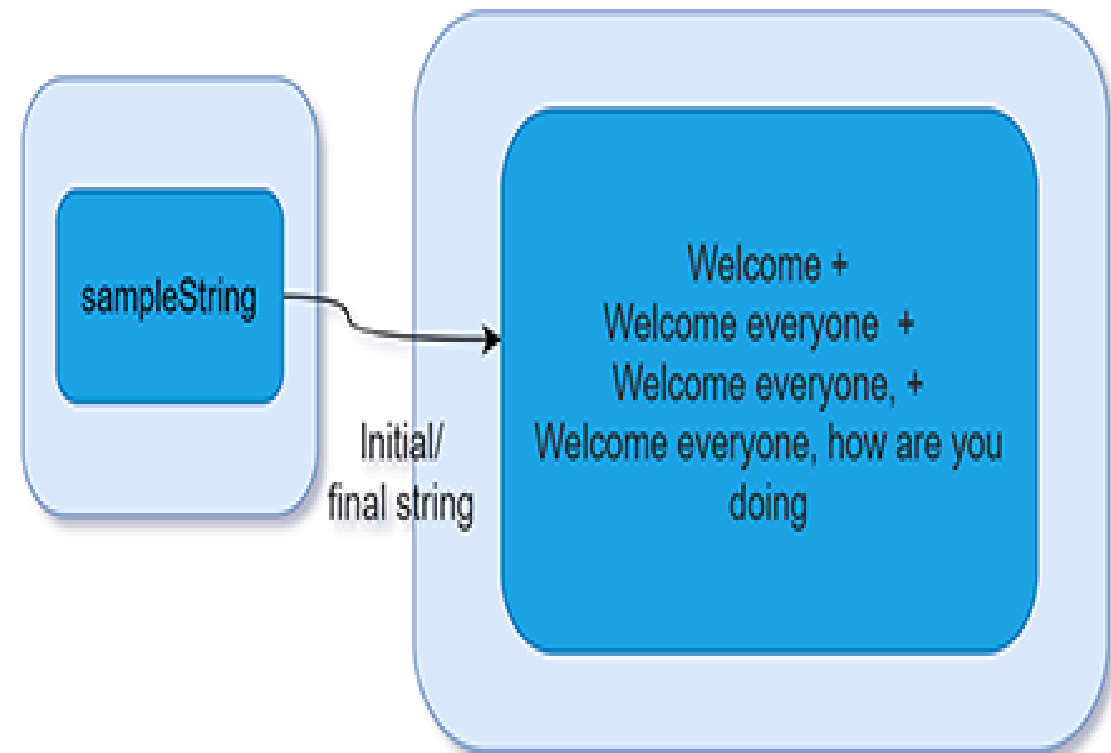 sampleString
Initial/
final string
Welcome +
Welcome everyone +
Welcome everyone, +
Welcome everyone, how are you
doing